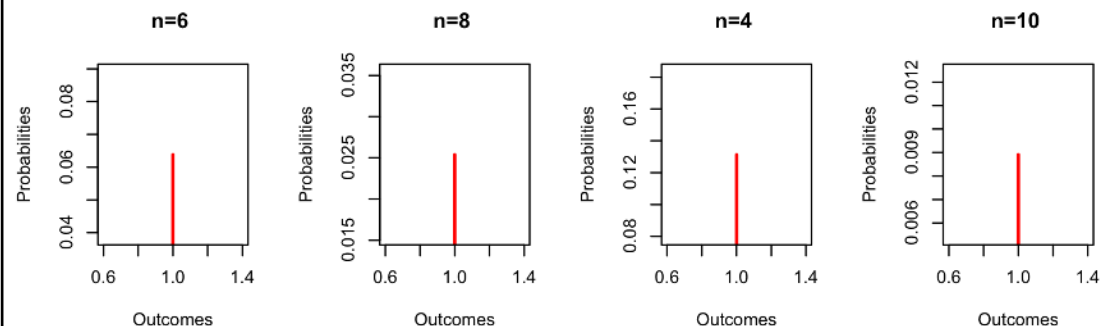 n=6
Probabilities
0.04 0.06 0.08
0.6 1.0 1.4
Outcomes
n=8
Probabilities
0.015 0.025 0.035
0.6 1.0 1.4
Outcomes
n=4
Probabilities
0.08 0.12 0.16
0.6 1.0 1.4
Outcomes
n=10
Probabilities
0.006 0.009 0.012
0.6 1.0 1.4
Outcomes